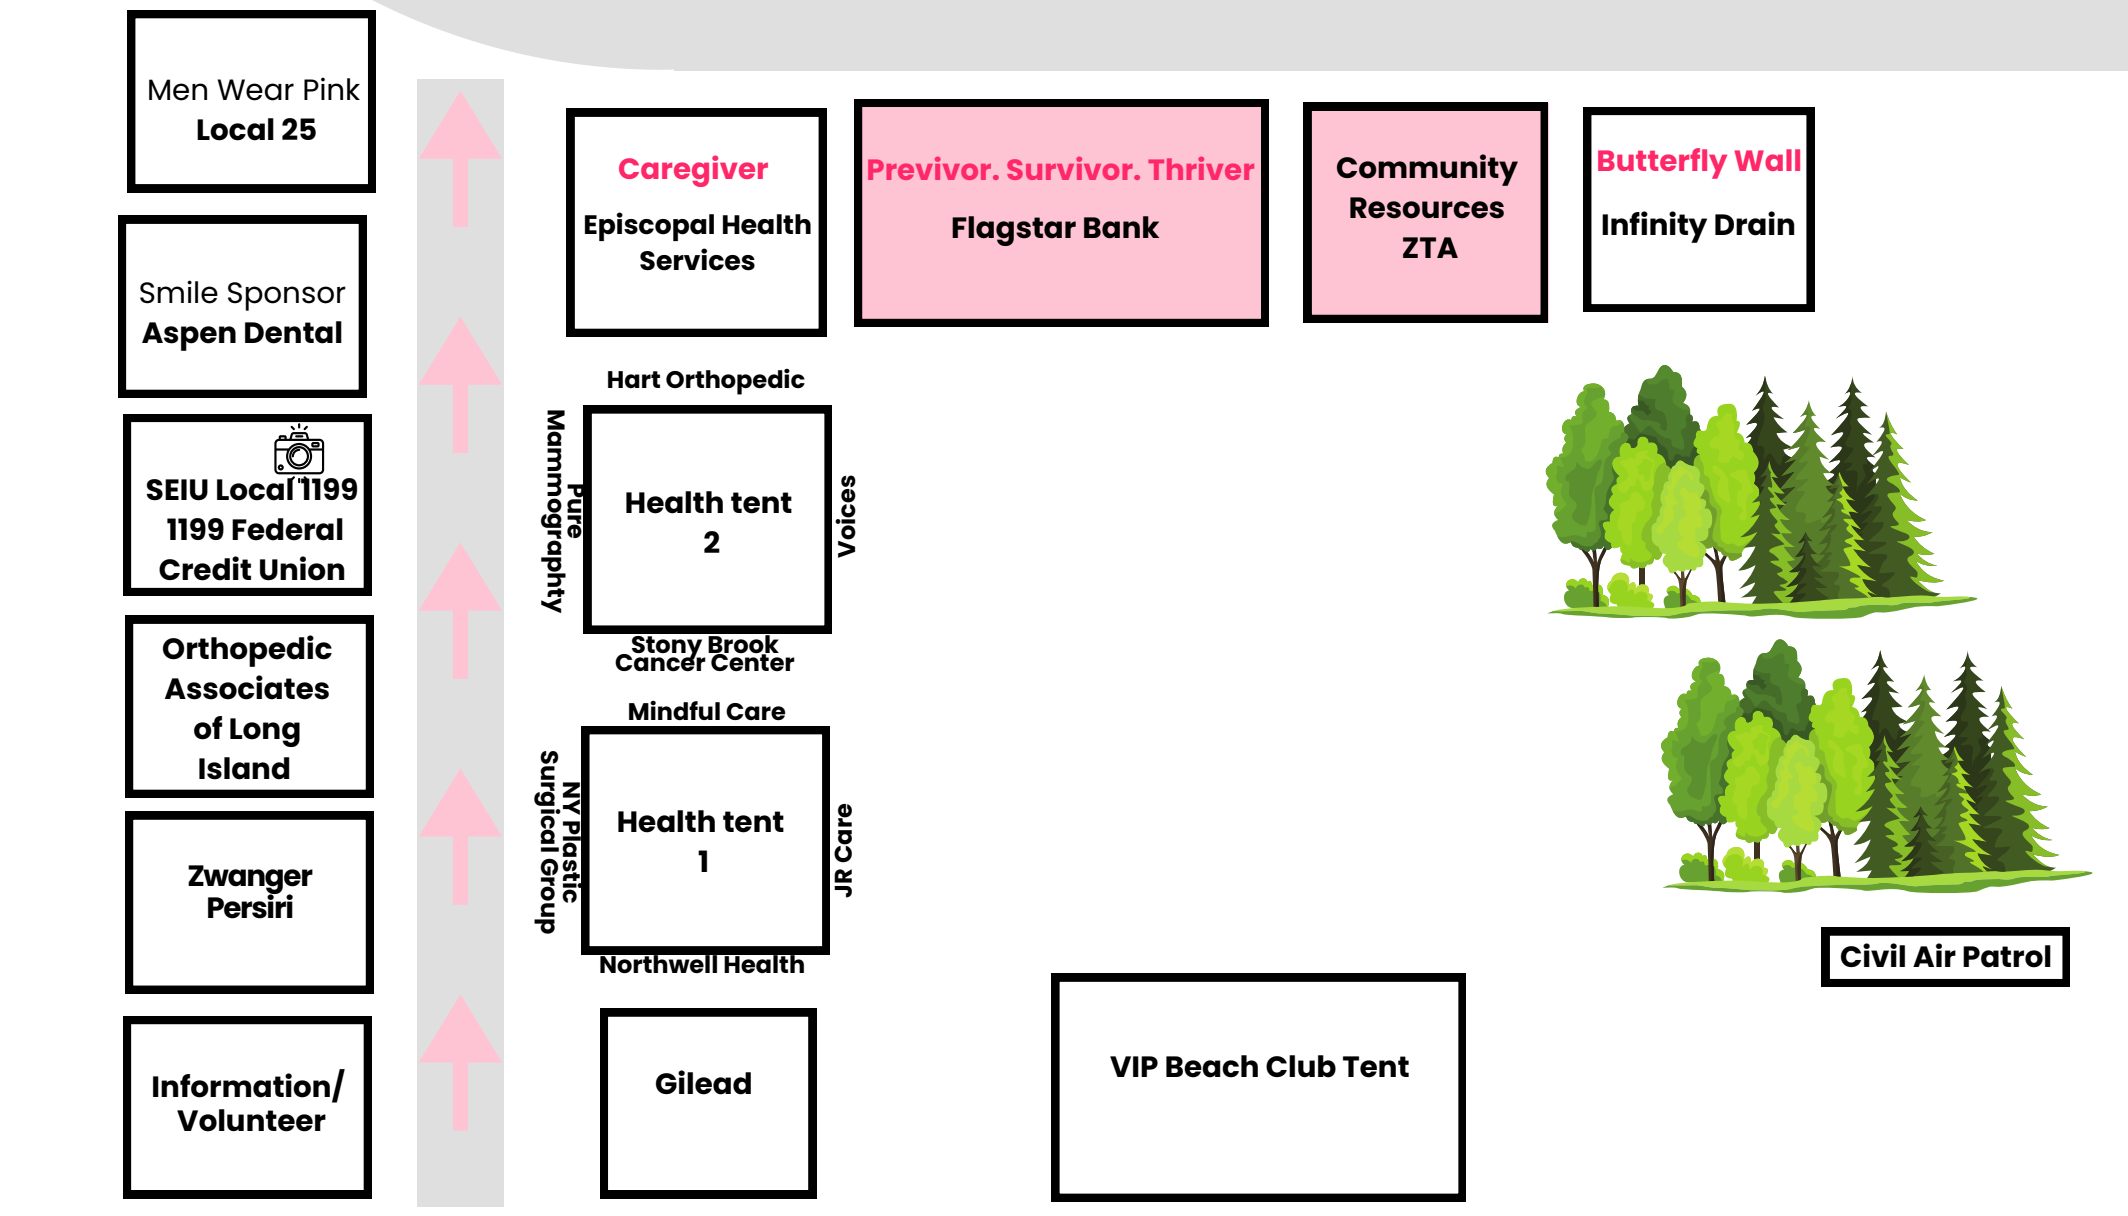 Men Wear Pink
Local 25
Smile Sponsor
Aspen Dental
SEIU Local 1199
1199 Federal
Credit Union
Orthopedic
Associates
of Long
Island
Zwanger
Persiri
Information/
Volunteer
Caregiver
Episcopal Health
Services
Previvor. Survivor. Thriver
Flagstar Bank
Community
Resources
ZTA
Butterfly Wall
Infinity Drain
Hart Orthopedic
Pure
Mammography
Health tent
2
Voices
Stony Brook
Cancer Center
Mindful Care
NY Plastic
Surgical Group
Health tent
1
JR Care
Northwell Health
Gilead
VIP Beach Club Tent
Civil Air Patrol